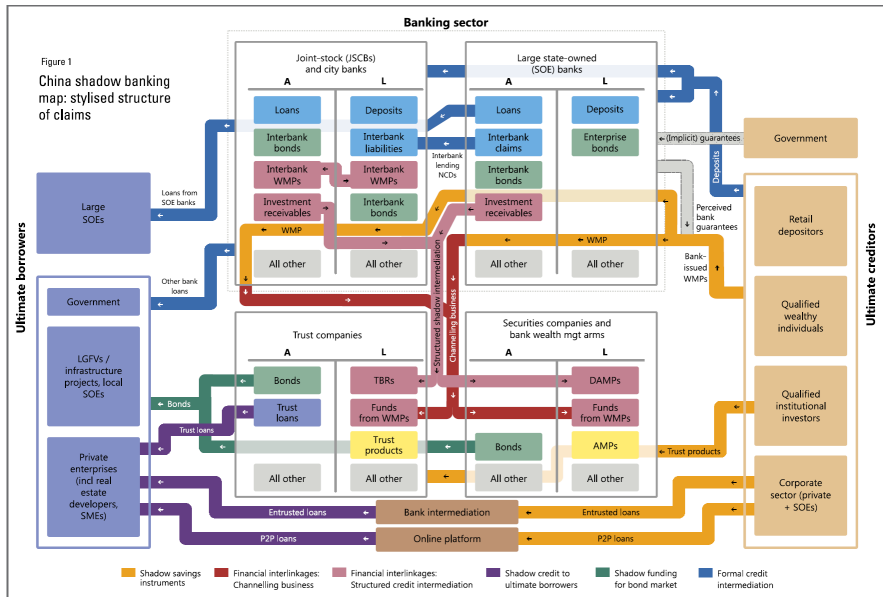 Banking sector
Figure 1
China shadow banking
map: stylised structure
of claims
Joint-stock (JSCBs)
and city banks
A
L
Loans
Deposits
Interbank
bonds
Interbank
liabilities
Interbank
WMPs
Interbank
WMPs
Investment
receivables
Interbank
bonds
WMP
All other
All other
Large state-owned
(SOE) banks
A
L
Loans
Deposits
Interbank
claims
Enterprise
bonds
Interbank
bonds
Investment
receivables
WMP
All other
All other
Interbank
lending
NCDs
(Implicit) guarantees
Government
Deposits
Perceived
bank
guarantees
Bank-
issued
WMPs
Ultimate borrowers
Large
SOEs
Loans from
SOE banks
Other bank
loans
Government
LGFVs /
infrastructure
projects, local
SOEs
Private
enterprises
(incl real
estate
developers,
SMEs)
Bonds
Trust loans
Structured shadow intermediation
Channelling business
Trust companies
A
L
Bonds
TBRs
Trust
loans
Funds
from WMPs
Trust
products
All other
All other
Securities companies and
bank wealth mgt arms
A
L
DAMPs
Funds
from WMPs
Bonds
AMPs
All other
All other
Ultimate creditors
Retail
depositors
Qualified
wealthy
individuals
Qualified
institutional
investors
Corporate
sector (private
+ SOEs)
Trust products
Entrusted loans
Bank intermediation
Entrusted loans
P2P loans
Online platform
P2P loans
Shadow savings
instruments
Financial interlinkages:
Channelling business
Financial interlinkages:
Structured credit intermediation
Shadow credit to
ultimate borrowers
Shadow funding
for bond market
Formal credit
intermediation